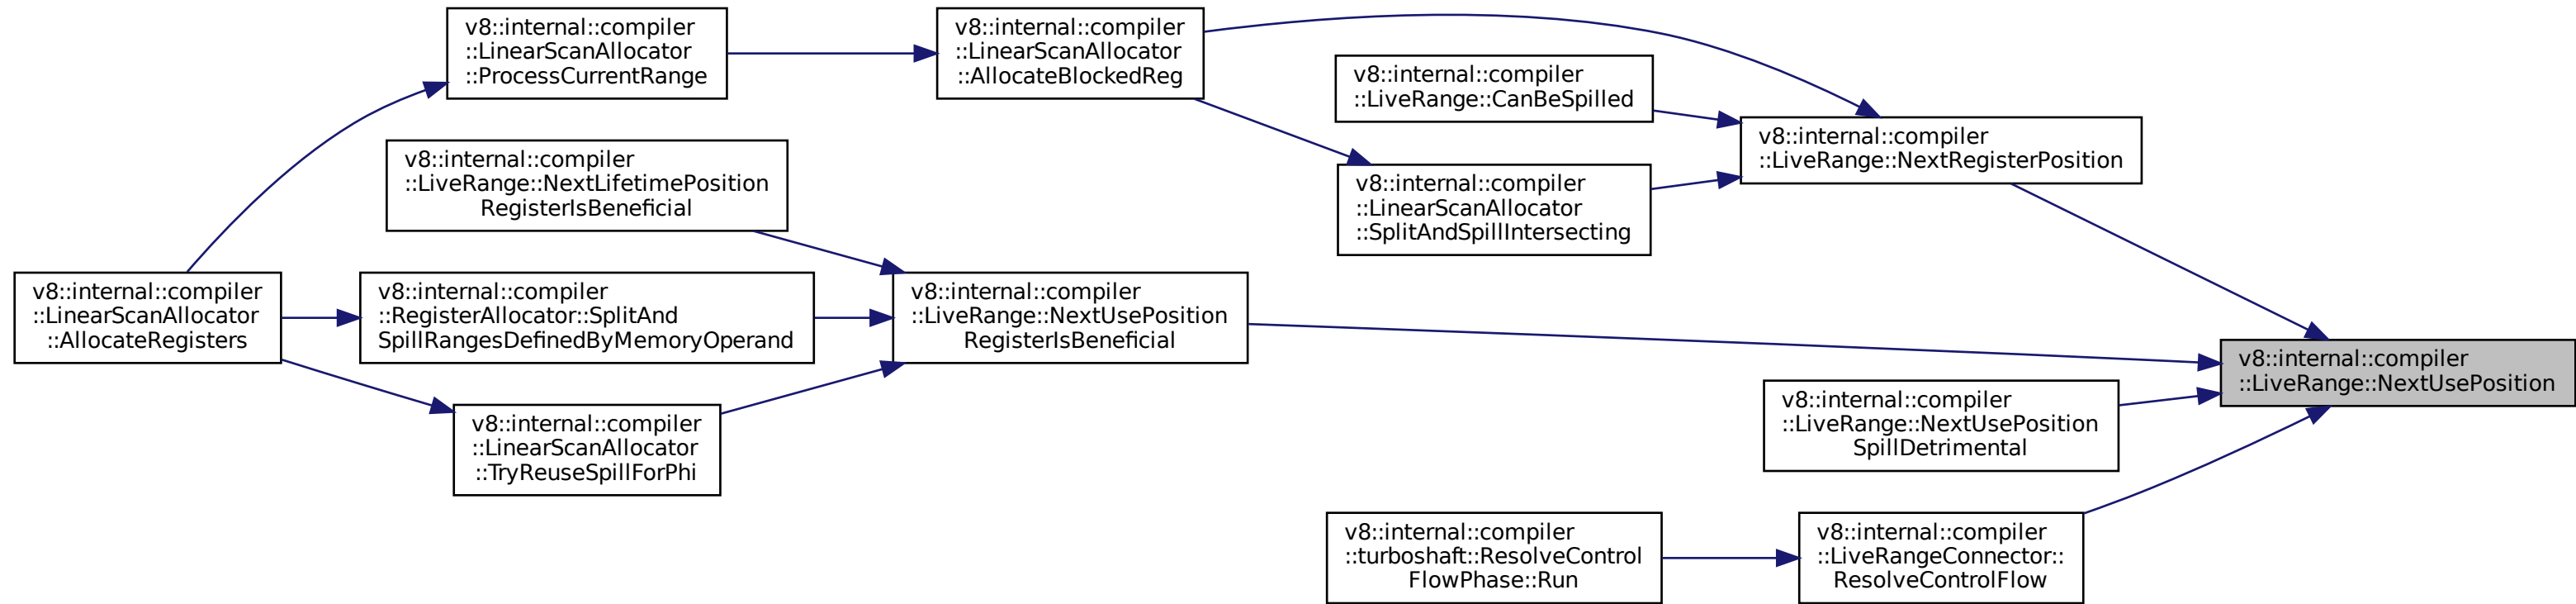 v8::internal::compiler
::LinearScanAllocator
::ProcessCurrentRange
v8::internal::compiler
::LinearScanAllocator
::AllocateBlockedReg
v8::internal::compiler
::LiveRange::CanBeSpilled
v8::internal::compiler
::LiveRange::NextRegisterPosition
v8::internal::compiler
::LiveRange::NextLifetimePosition
RegisterIsBeneficial
v8::internal::compiler
::LinearScanAllocator
::SplitAndSpillIntersecting
v8::internal::compiler
::LinearScanAllocator
::AllocateRegisters
v8::internal::compiler
::RegisterAllocator::SplitAnd
SpillRangesDefinedByMemoryOperand
v8::internal::compiler
::LiveRange::NextUsePosition
RegisterIsBeneficial
v8::internal::compiler
::LiveRange::NextUsePosition
v8::internal::compiler
::LiveRange::NextUsePosition
SpillDetrimental
v8::internal::compiler
::LinearScanAllocator
::TryReuseSpillForPhi
v8::internal::compiler
::turboshaft::ResolveControl
FlowPhase::Run
v8::internal::compiler
::LiveRangeConnector::
ResolveControlFlow